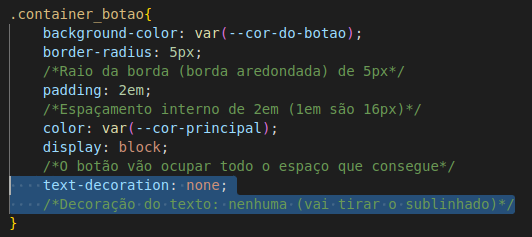 .container_botao{
background-color: var(--cor-do-botao);
border-radius: 5px;
/*Raio da borda (borda aredondada) de 5px*/
padding: 2em;
/*Espaçamento interno de 2em (1em são 16px)*/
color: var(--cor-principal);
display: block;
/*O botão vão ocupar todo o espaço que consegue*/
text-decoration: none;
/*Decoração do texto: nenhuma (vai tirar o sublinhado)*/
}